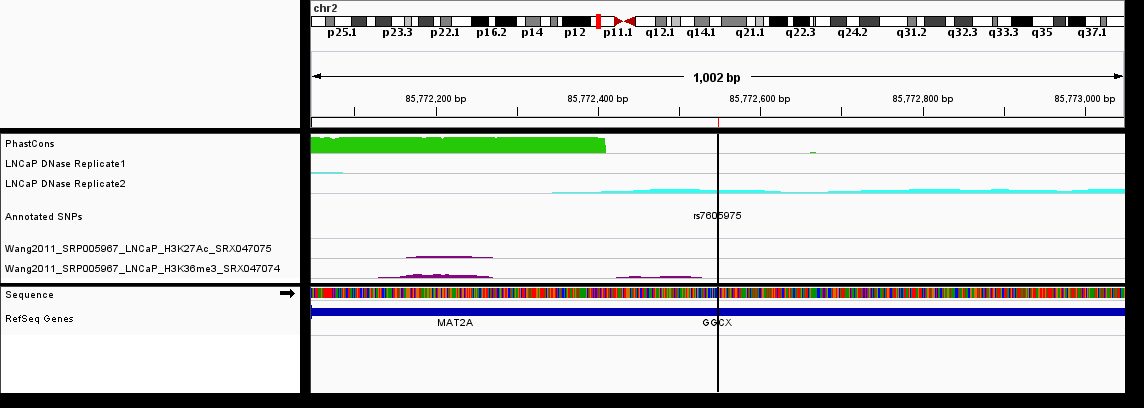 chr2
p25.1 p23.3 p22.1 p16.2 p14 p12 p11.1 q12.1 q14.1 q21.1 q22.3 q24.2 q31.2 q32.3 q33.3 q35 q37.1
1,002 bp
85,772,200 bp 85,772,400 bp 85,772,600 bp 85,772,800 bp 85,773,000 bp
PhastCons
LNCaP DNase Replicate1
LNCaP DNase Replicate2
Annotated SNPs
rs7605975
Wang2011_SRP005967_LNCaP_H3K27Ac_SRX047075
Wang2011_SRP005967_LNCaP_H3K36me3_SRX047074
Sequence
RefSeq Genes
MAT2A GGCX